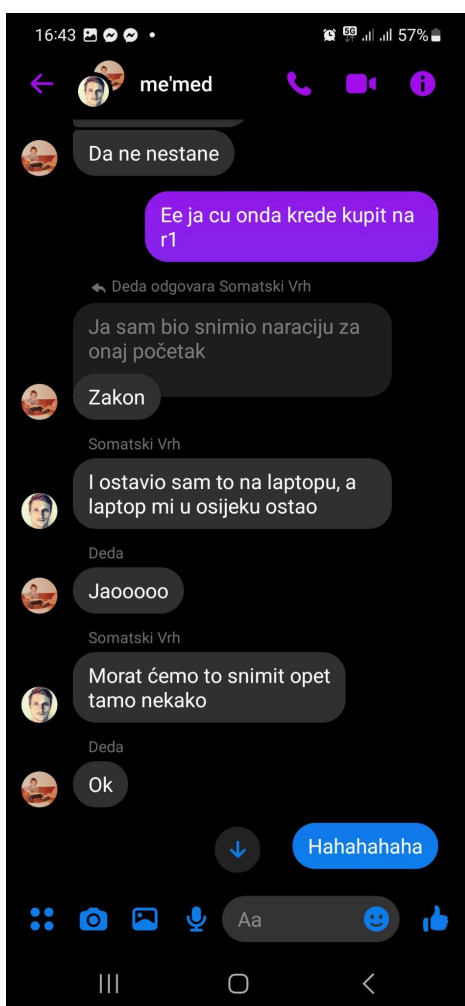 16:43
5G
57%
me'med
Da ne nestane
Ee ja cu onda krede kupit na
r1
Deda odgovara Somatski Vrh
Ja sam bio snimio naraciju za
onaj početak
Zakon
Somatski Vrh
I ostavio sam to na laptopu, a
laptop mi u osijeku ostao
Deda
Jaooooo
Somatski Vrh
Morat ćemo to snimit opet
tamo nekako
Deda
Ok
Hahahahaha
Aa